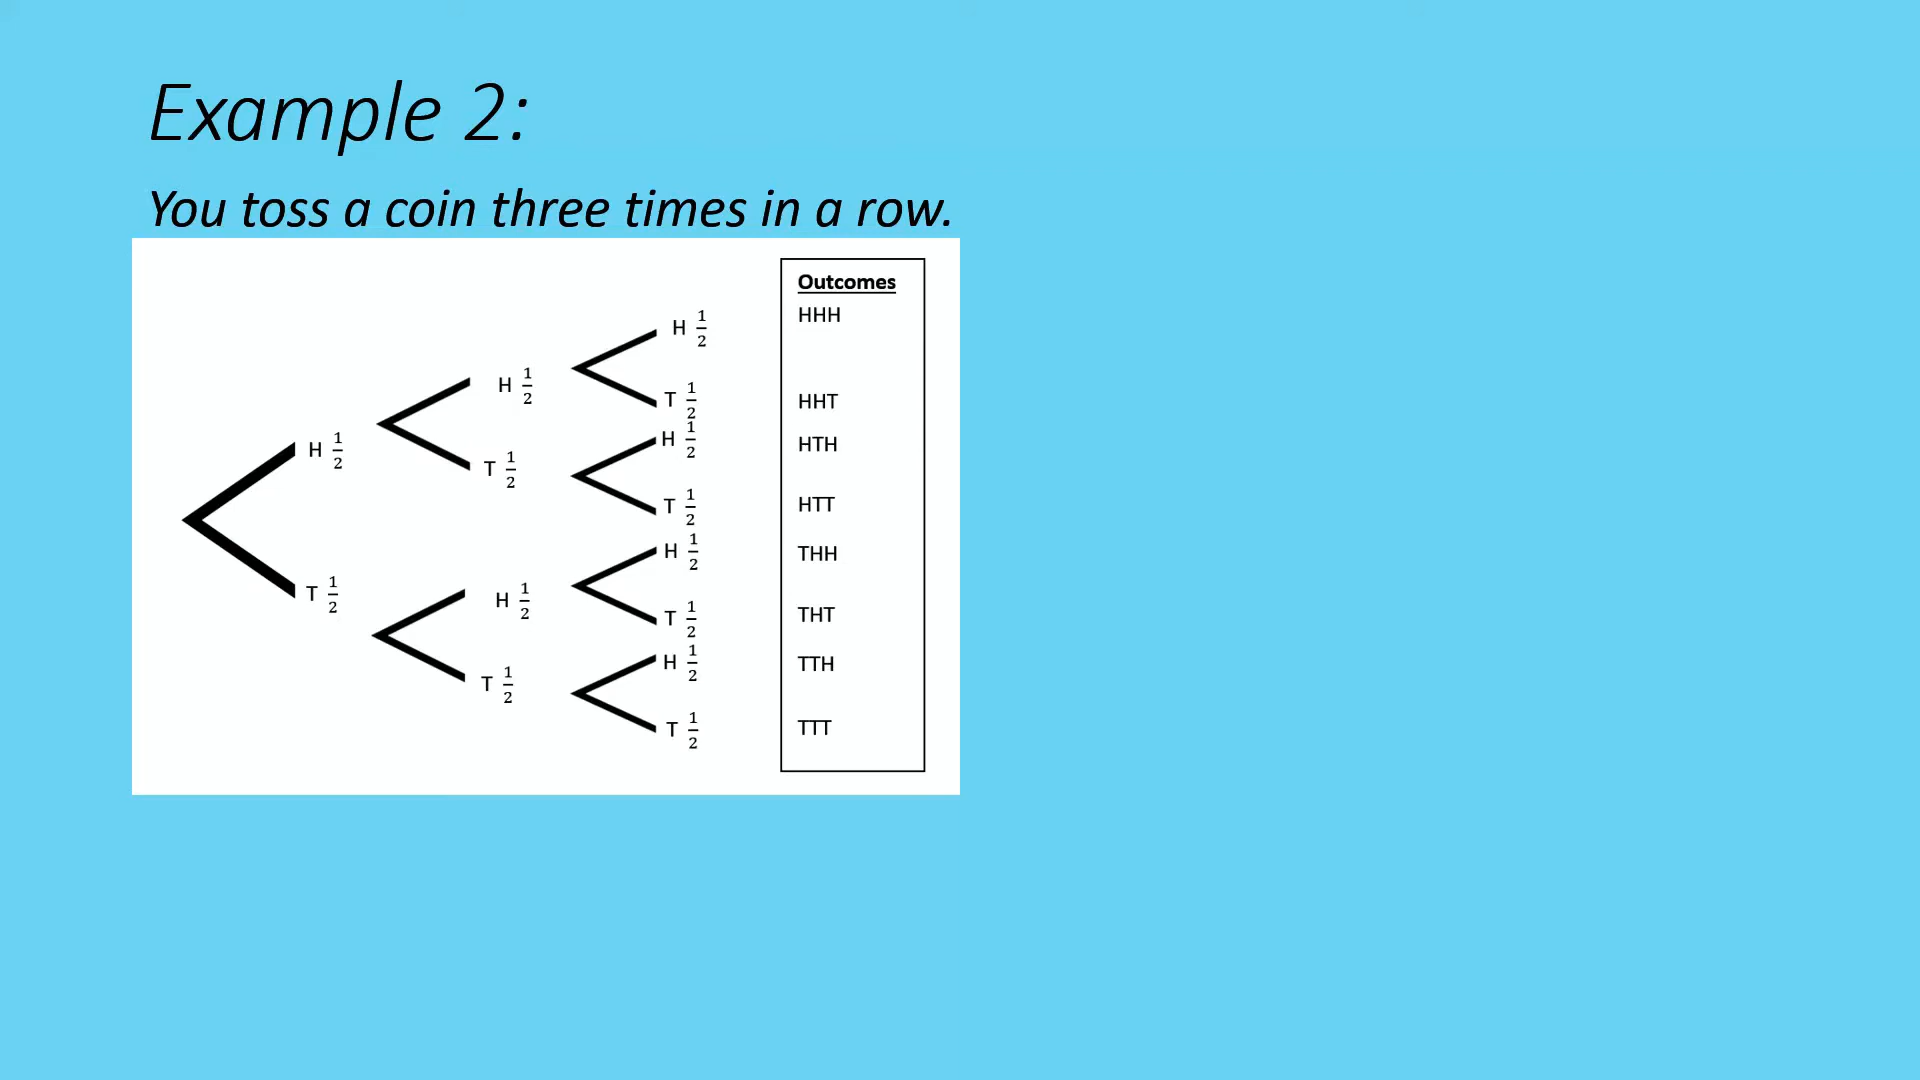 Example 2:
You toss a coin three times in a row.
Outcomes
H 1/2
T 1/2
H 1/2
T 1/2
H 1/2
T 1/2
H 1/2
T 1/2
H 1/2
T 1/2
H 1/2
T 1/2
H 1/2
T 1/2
HHH
HHT
HTH
HTT
THH
THT
TTH
TTT